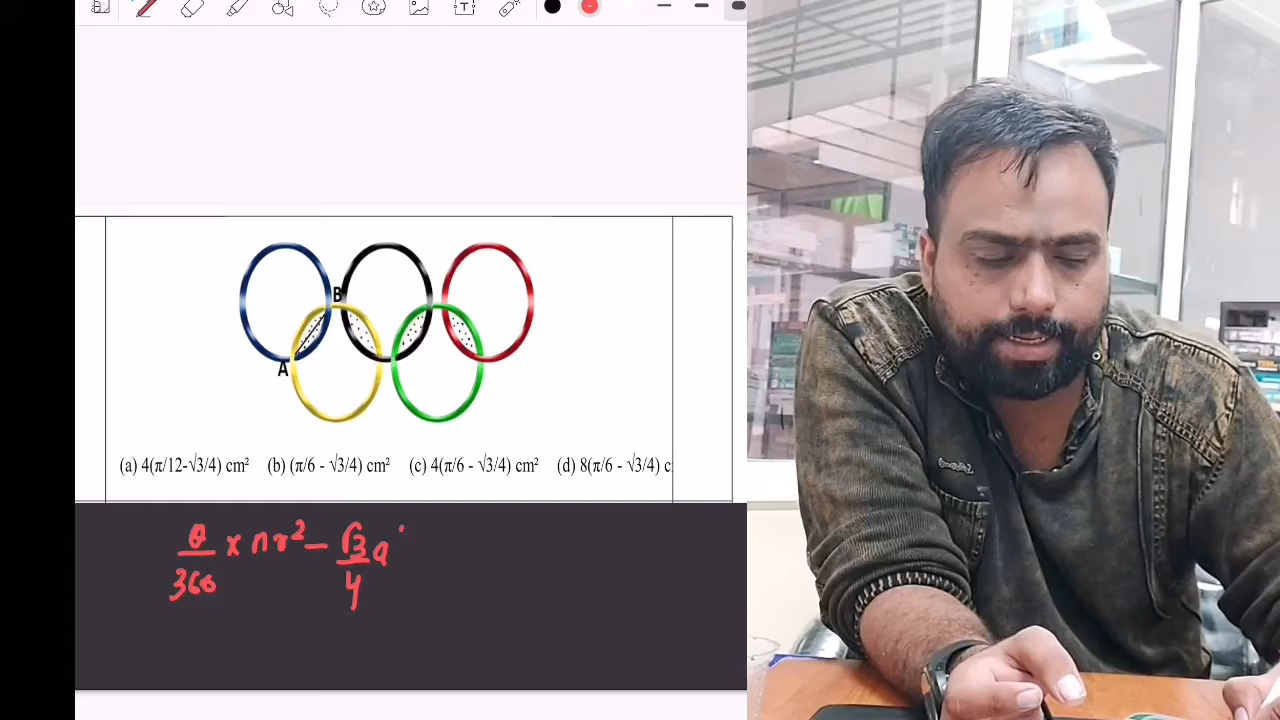 B
A
(a) 4(π/12-√3/4) cm² (b) (π/6 - √3/4) cm² (c) 4(π/6 - √3/4) cm² (d) 8(π/6 - √3/4) c
θ/360 × πr² - √3/4 a